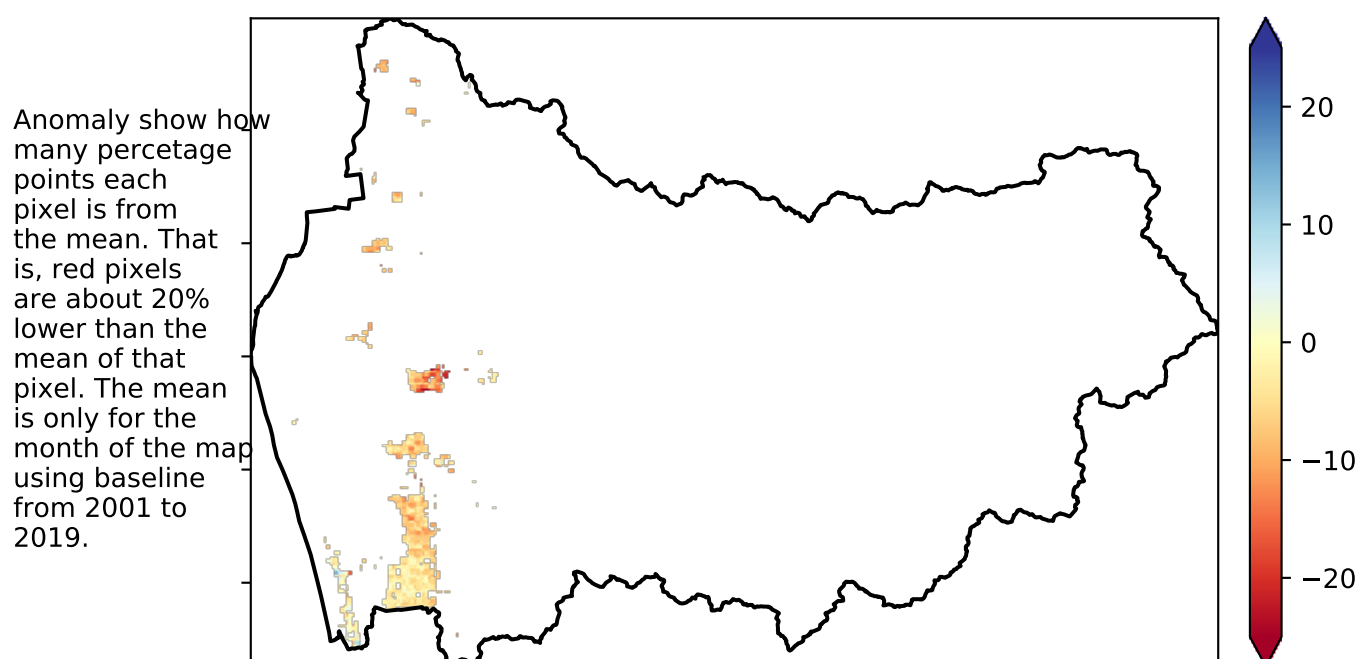 Anomaly show how
many percetage
points each
pixel is from
the mean. That
is, red pixels
are about 20%
lower than the
mean of that
pixel. The mean
is only for the
month of the map
using baseline
from 2001 to
2019.
20
10
0
−10
−20